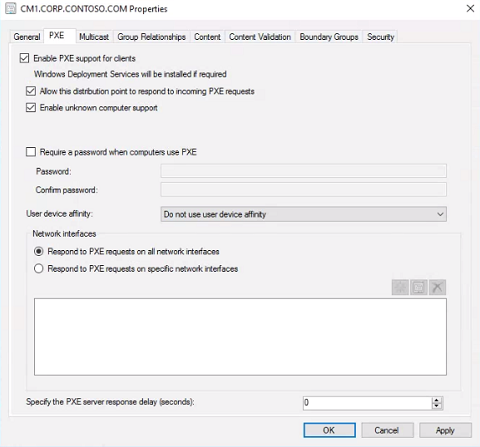 CM1.CORP.CONTOSO.COM Properties
General PXE Multicast Group Relationships Content Content Validation Boundary Groups Security
Enable PXE support for clients
Windows Deployment Services will be installed if required
Allow this distribution point to respond to incoming PXE requests
Enable unknown computer support
Require a password when computers use PXE
Password:
Confirm password:
User device affinity: Do not use user device affinity
Network interfaces
Respond to PXE requests on all network interfaces
Respond to PXE requests on specific network interfaces
Specify the PXE server response delay (seconds): 0
OK Cancel Apply